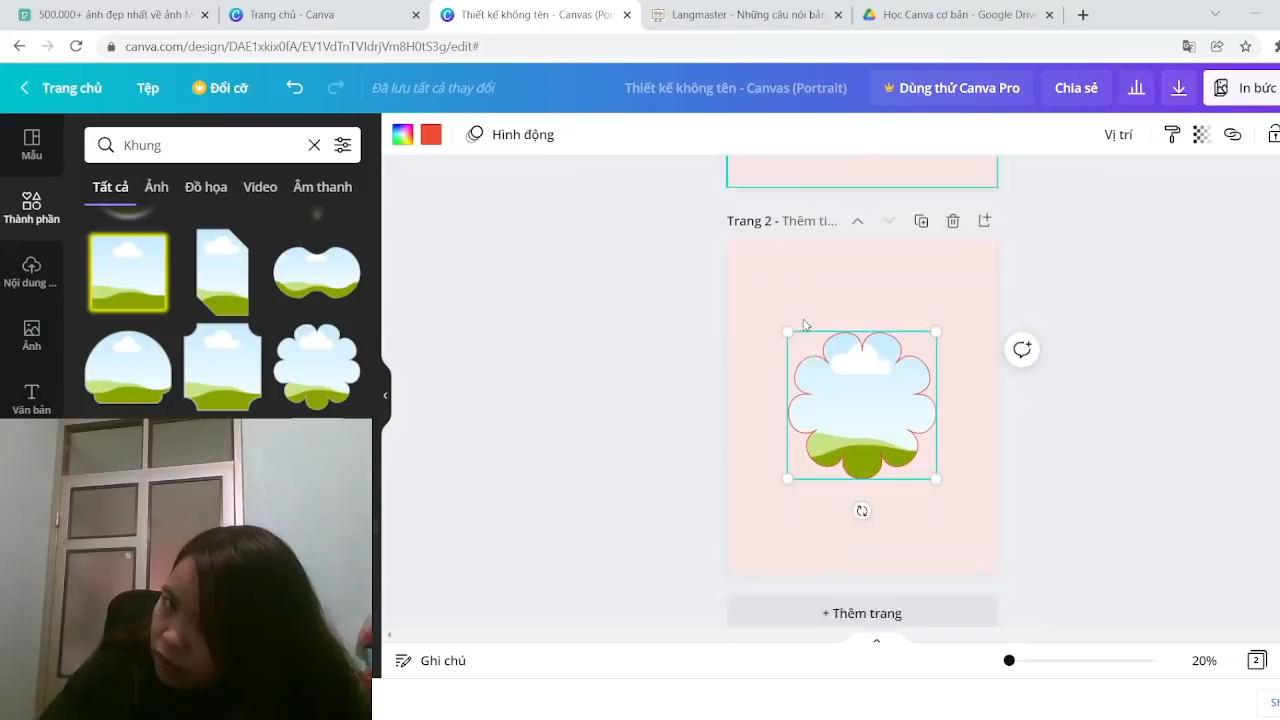 500.000+ ảnh đẹp nhất về ảnh M
Trang chủ - Canva
Thiết kế không tên - Canvas (Por
Langmaster - Những câu nói bằn
Học Canva cơ bản - Google Drive
canva.com/design/DAE1xkix0fA/EV1VdTnTVIdrjVm8H0tS3g/edit#
Trang chủ
Tệp
Đổi cỡ
Đã lưu tất cả thay đổi
Thiết kế không tên - Canvas (Portrait)
Dùng thử Canva Pro
Chia sẻ
In bức
Mẫu
Thành phần
Nội dung ...
Ảnh
Văn bản
Khung
Tất cả
Ảnh
Đồ họa
Video
Âm thanh
Hình động
Vị trí
Trang 2 - Thêm ti...
+ Thêm trang
Ghi chú
20%
2